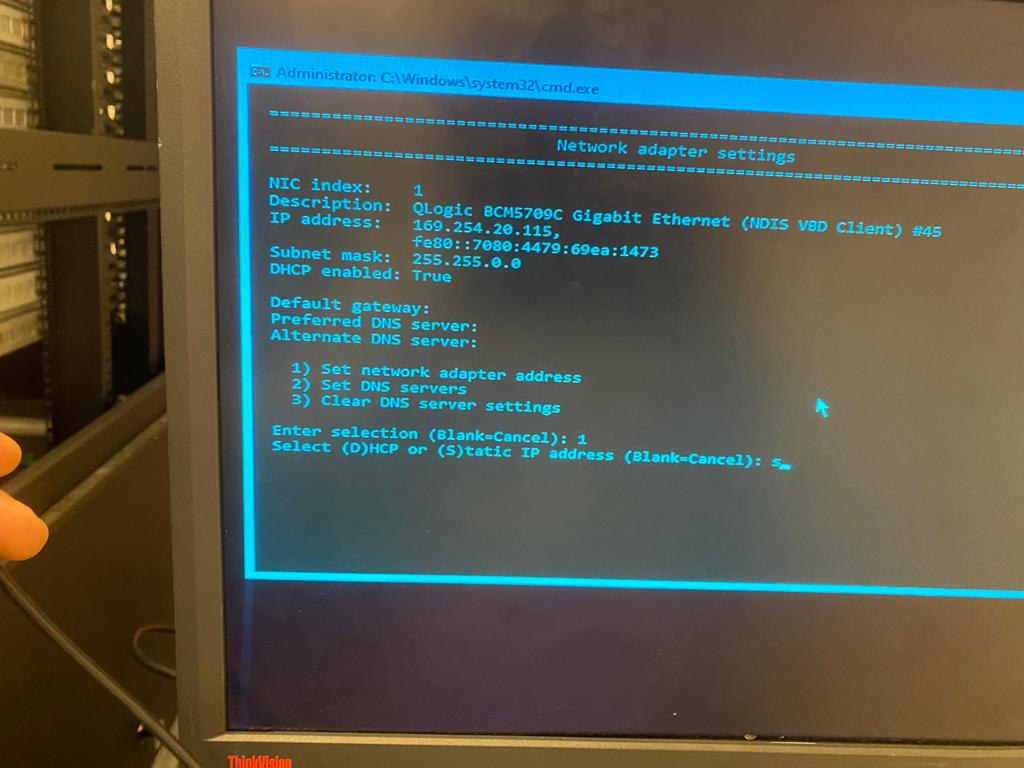 Administrator: C:\Windows\system32\cmd.exe
Network adapter settings
NIC index: 1
Description: QLogic BCM5709C Gigabit Ethernet (NDIS VBD Client) #45
IP address: 169.254.20.115,
fe80::7080:4479:69ea:1473
Subnet mask: 255.255.0.0
DHCP enabled: True
Default gateway:
Preferred DNS server:
Alternate DNS server:
1) Set network adapter address
2) Set DNS servers
3) Clear DNS server settings
Enter selection (Blank=Cancel): 1
Select (D)HCP or (S)tatic IP address (Blank=Cancel): s_
ThinkVision